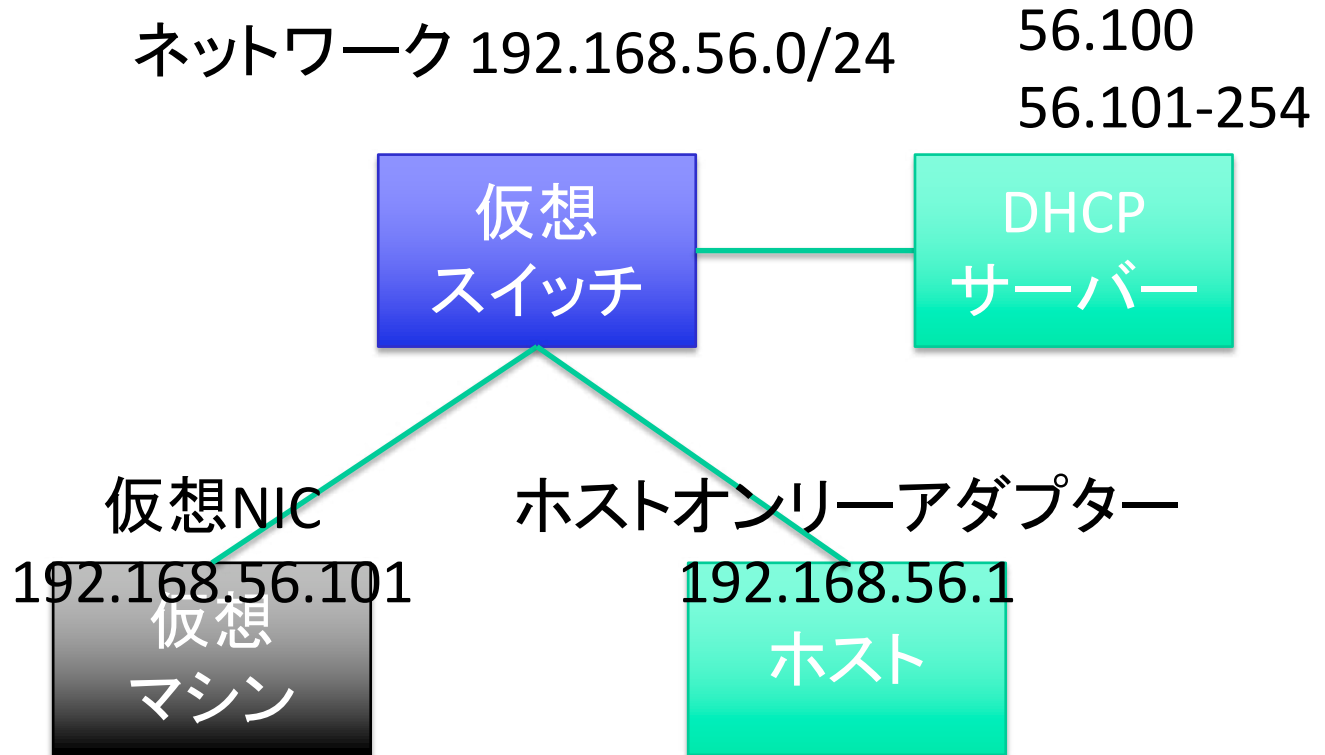 ネットワーク 192.168.56.0/24
56.100
56.101-254
仮想
スイッチ
DHCP
サーバー
仮想NIC
192.168.56.101
仮想
マシン
ホストオンリーアダプター
192.168.56.1
ホスト